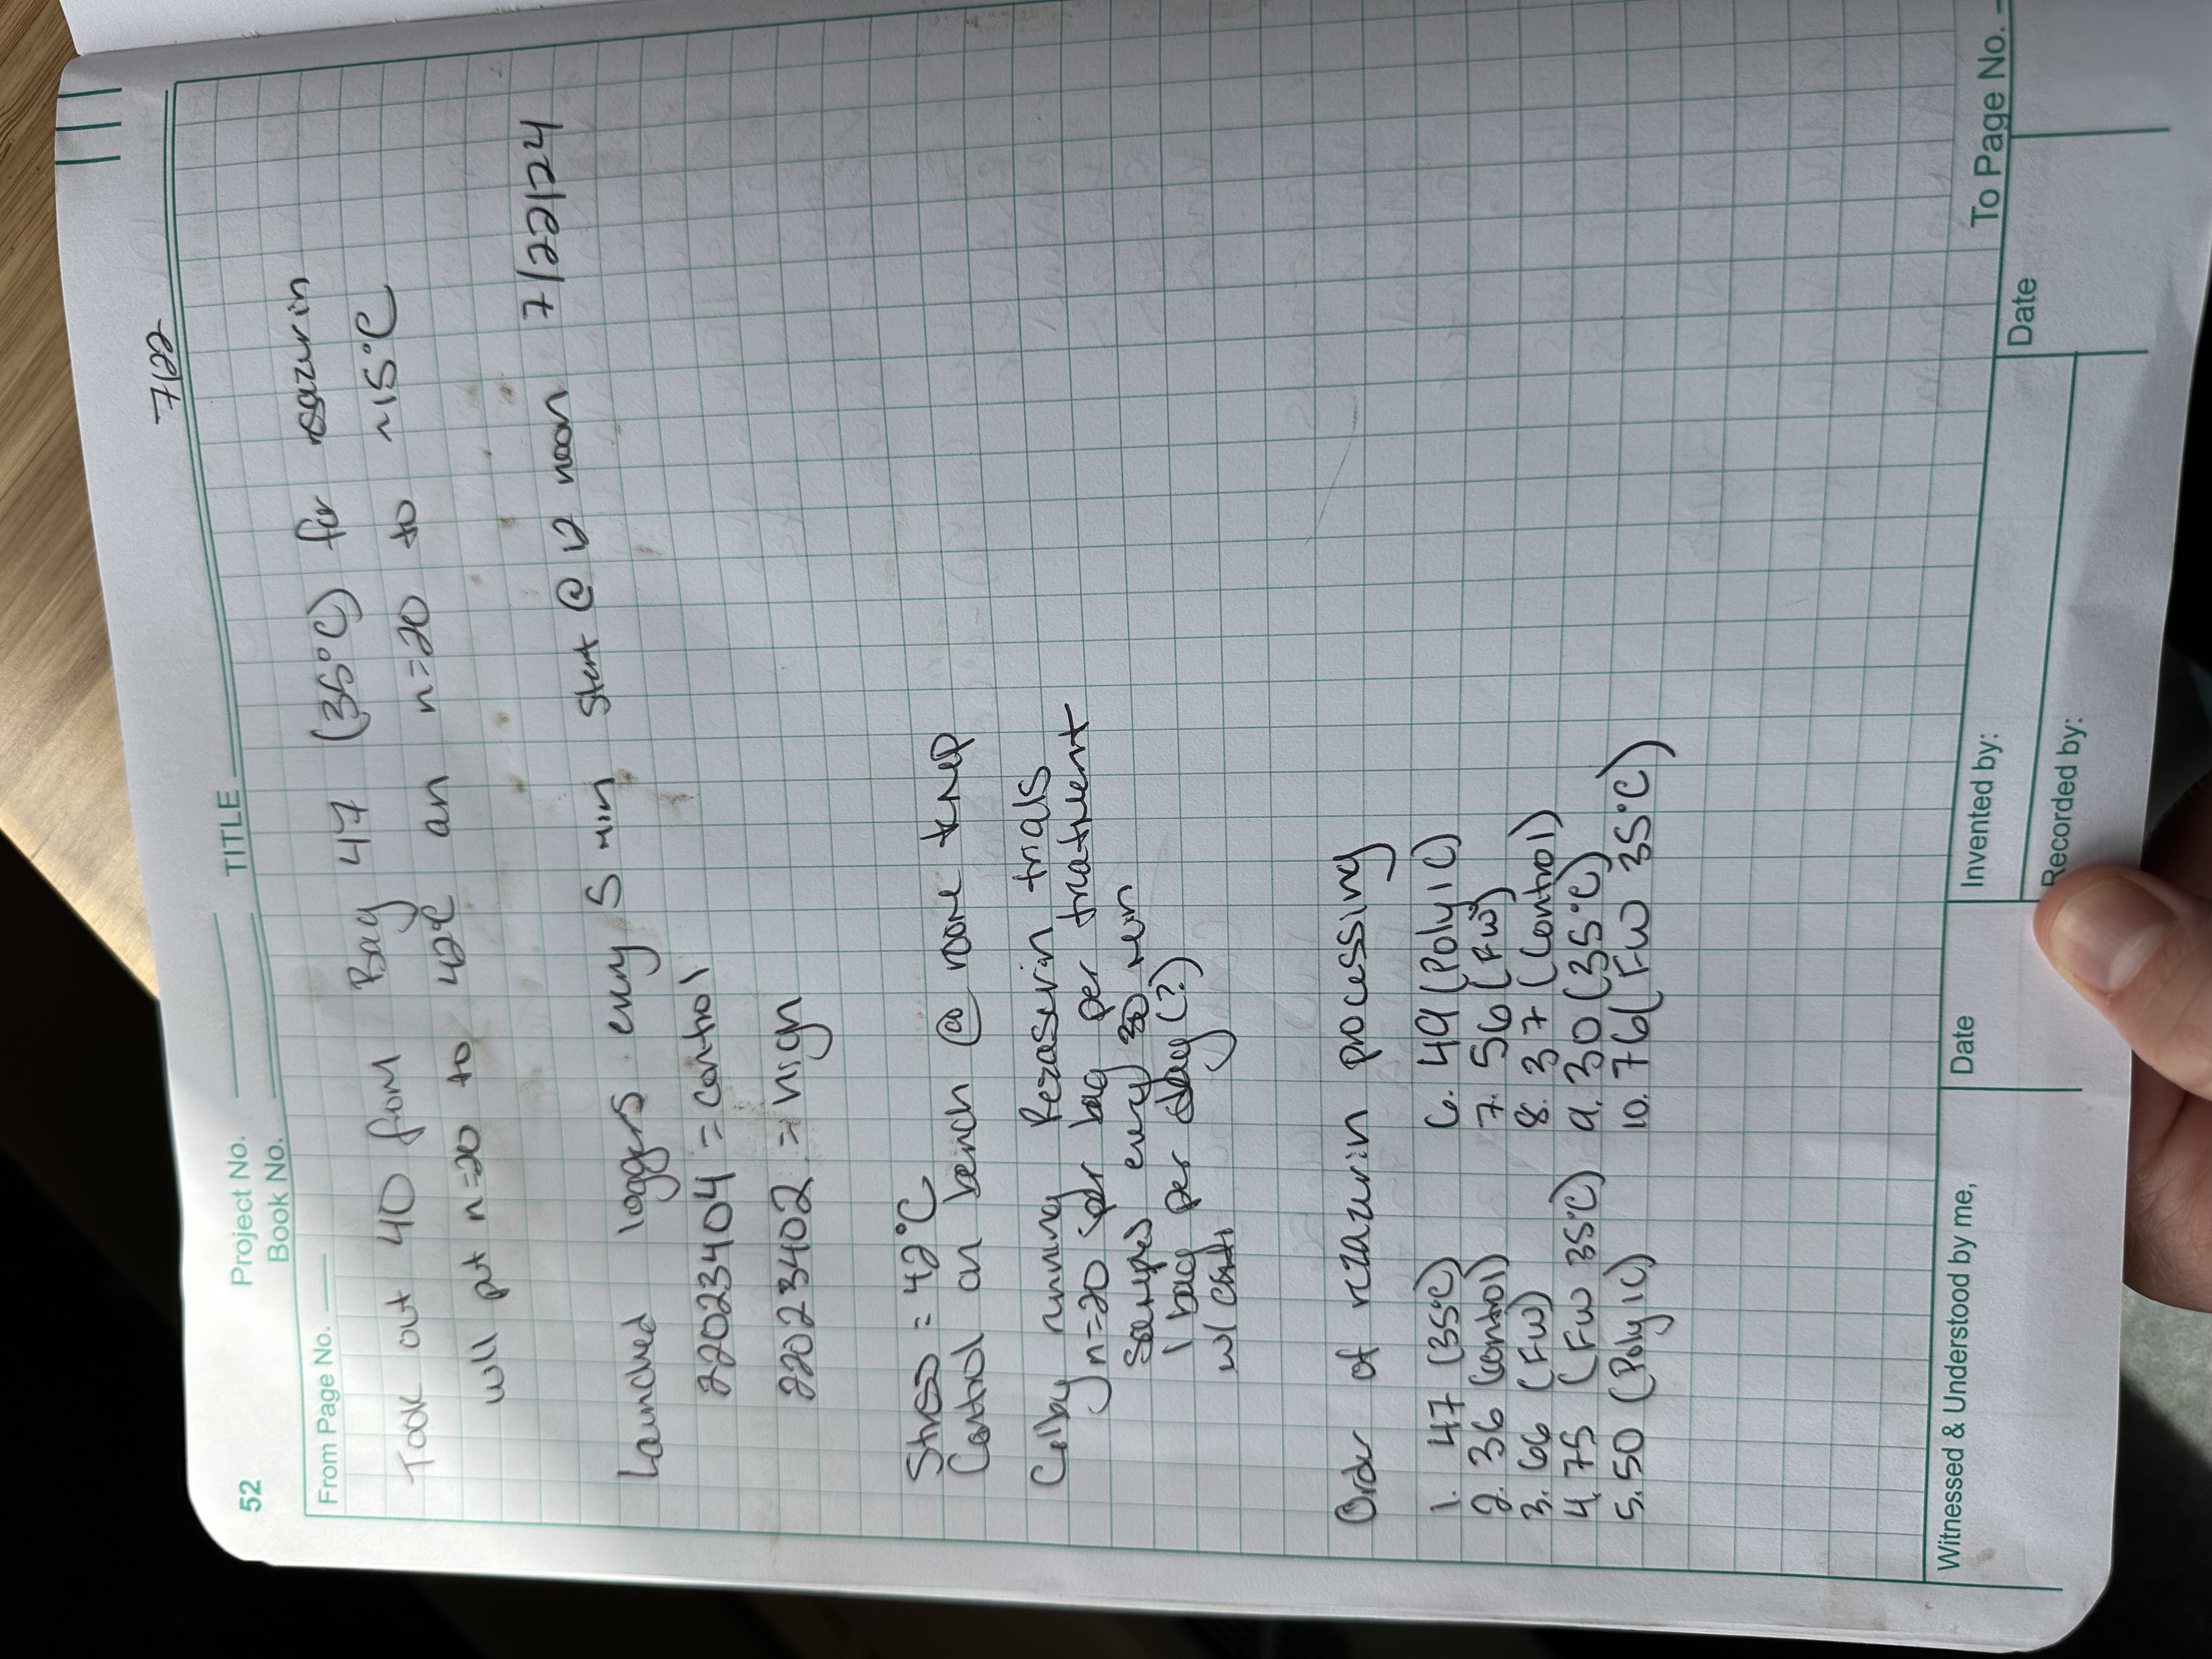 7/22
52 Project No. TITLE
Book No.
From Page No.
Took out 40 from Bag 47 (35°C) for resazurin
will put n=20 to 42°C an n=20 to ~15°C
Launched loggers every 5 min start @ 12 noon 7/22/24
22023404 = control
22023402 = high
Stress = 42°C
Control on bench @ room temp
Colby running Rezaserin trials
n=20 per bag per treatment
samples every 30 min
1 bag per day (?)
w/
Order of rezazurin processing
1. 47 (35°C) 6. 49 (Poly IC)
2. 36 (control) 7. 56 (FW)
3. 66 (FW) 8. 37 (Control)
4. 75 (FW 35°C) 9. 30 (35°C)
5. 50 (Poly IC) 10. 76 (FW 35°C)
To Page No.
Witnessed & Understood by me, Date Invented by: Date
Recorded by: